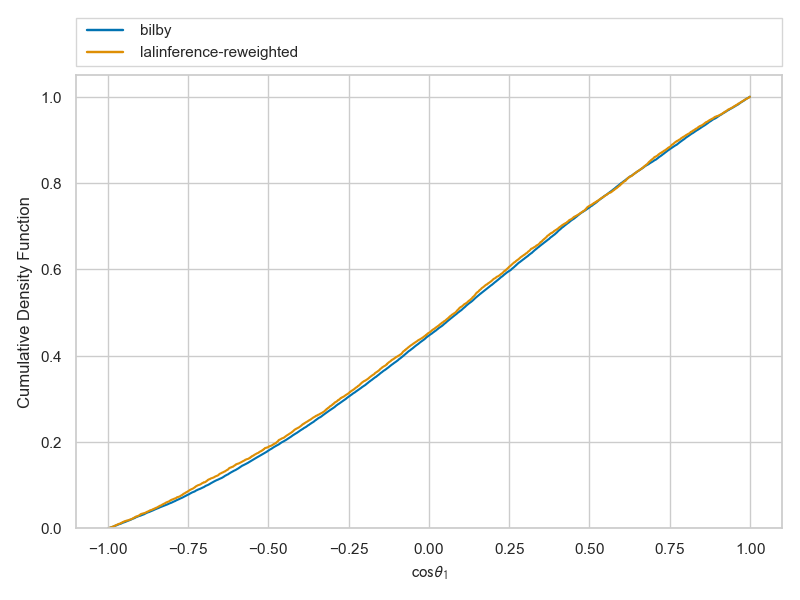 bilby
lalinference-reweighted
Cumulative Density Function
1.0
0.8
0.6
0.4
0.2
0.0
−1.00 −0.75 −0.50 −0.25 0.00 0.25 0.50 0.75 1.00
cosθ₁